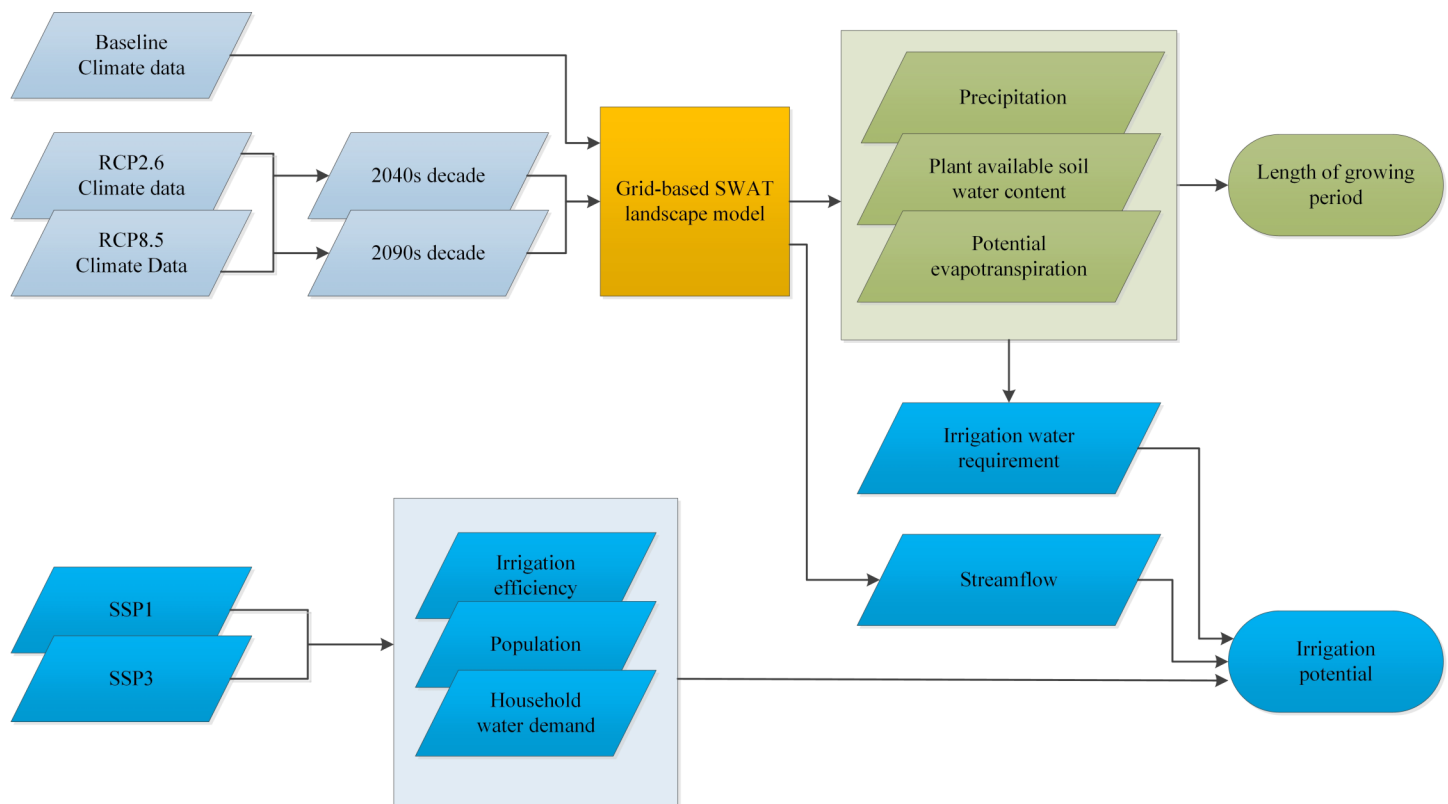 Baseline
Climate data
RCP2.6
Climate data
RCP8.5
Climate Data
2040s decade
2090s decade
Grid-based SWAT
landscape model
Precipitation
Plant available soil
water content
Potential
evapotranspiration
Length of growing
period
Irrigation water
requirement
Streamflow
SSP1
SSP3
Irrigation
efficiency
Population
Household
water demand
Irrigation
potential